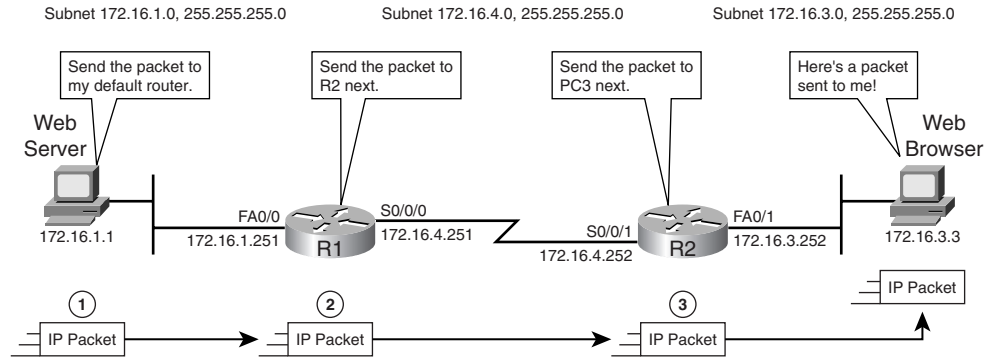 Subnet 172.16.1.0, 255.255.255.0
Subnet 172.16.4.0, 255.255.255.0
Subnet 172.16.3.0, 255.255.255.0
Send the packet to
my default router.
Send the packet to
R2 next.
Send the packet to
PC3 next.
Here's a packet
sent to me!
Web
Server
Web
Browser
172.16.1.1
FA0/0
172.16.1.251
R1
S0/0/0
172.16.4.251
S0/0/1
172.16.4.252
R2
FA0/1
172.16.3.252
172.16.3.3
IP Packet
1
2
3
IP Packet
IP Packet
IP Packet